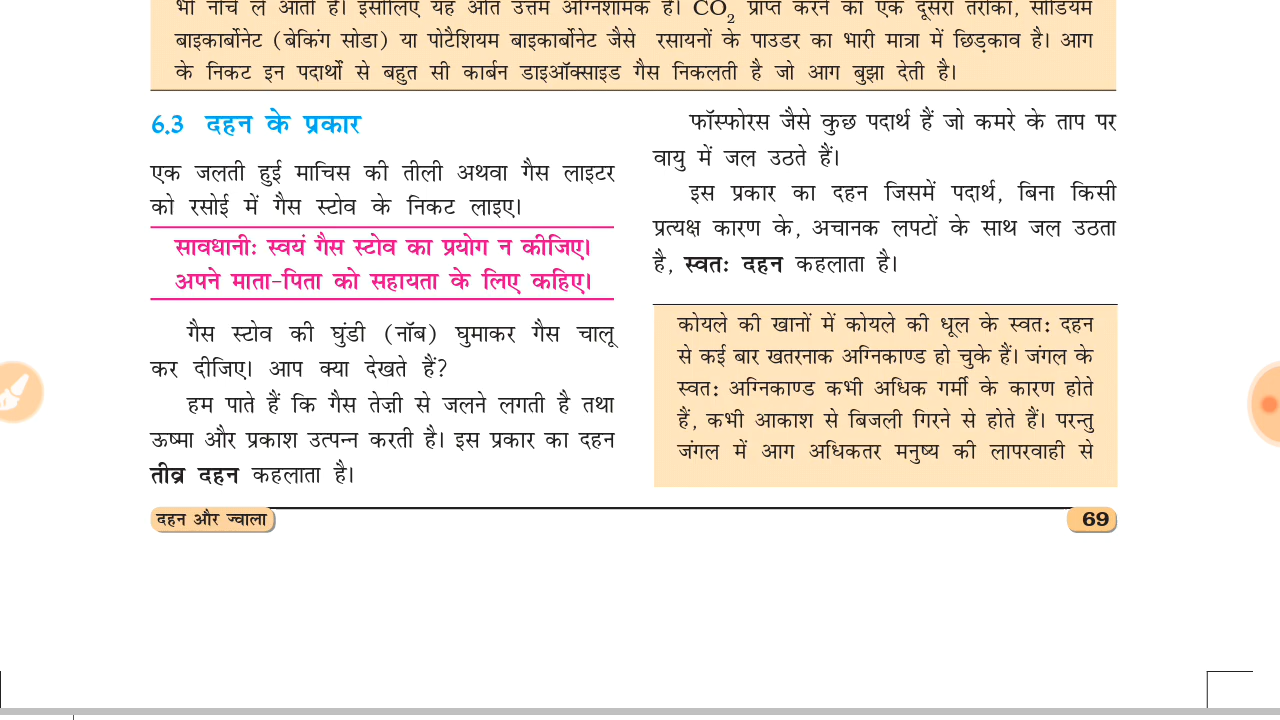 भी नीचे ले आती है। इसीलिए यह अति उत्तम अग्निशामक है। CO2 प्राप्त करने का एक दूसरा तरीका, सोडियम
बाइकार्बोनेट (बेकिंग सोडा) या पोटैशियम बाइकार्बोनेट जैसे रसायनों के पाउडर का भारी मात्रा में छिड़काव है। आग
के निकट इन पदार्थों से बहुत सी कार्बन डाइऑक्साइड गैस निकलती है जो आग बुझा देती है।
6.3 दहन के प्रकार
एक जलती हुई माचिस की तीली अथवा गैस लाइटर
को रसोई में गैस स्टोव के निकट लाइए।
सावधानी: स्वयं गैस स्टोव का प्रयोग न कीजिए।
अपने माता-पिता को सहायता के लिए कहिए।
गैस स्टोव की घुंडी (नॉब) घुमाकर गैस चालू
कर दीजिए। आप क्या देखते हैं?
हम पाते हैं कि गैस तेज़ी से जलने लगती है तथा
ऊष्मा और प्रकाश उत्पन्न करती है। इस प्रकार का दहन
तीव्र दहन कहलाता है।
फॉस्फोरस जैसे कुछ पदार्थ हैं जो कमरे के ताप पर
वायु में जल उठते हैं।
इस प्रकार का दहन जिसमें पदार्थ, बिना किसी
प्रत्यक्ष कारण के, अचानक लपटों के साथ जल उठता
है, स्वतः दहन कहलाता है।
कोयले की खानों में कोयले की धूल के स्वतः दहन
से कई बार खतरनाक अग्निकाण्ड हो चुके हैं। जंगल के
स्वतः अग्निकाण्ड कभी अधिक गर्मी के कारण होते
हैं, कभी आकाश से बिजली गिरने से होते हैं। परन्तु
जंगल में आग अधिकतर मनुष्य की लापरवाही से
दहन और ज्वाला
69